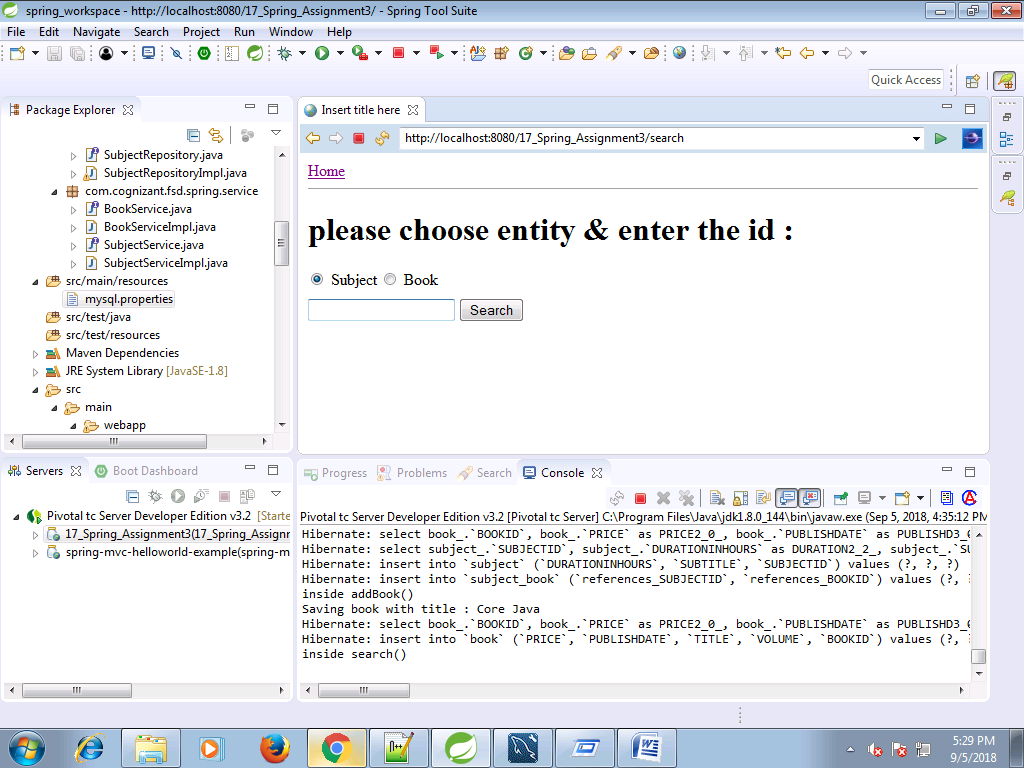 spring_workspace - http://localhost:8080/17_Spring_Assignment3/ - Spring Tool Suite
File Edit Navigate Search Project Run Window Help
Quick Access
Package Explorer
SubjectRepository.java
SubjectRepositoryImpl.java
com.cognizant.fsd.spring.service
BookService.java
BookServiceImpl.java
SubjectService.java
SubjectServiceImpl.java
src/main/resources
mysql.properties
src/test/java
src/test/resources
Maven Dependencies
JRE System Library [JavaSE-1.8]
src
main
webapp
Insert title here
http://localhost:8080/17_Spring_Assignment3/search
Home
please choose entity & enter the id :
Subject Book
Search
Servers Boot Dashboard
Pivotal tc Server Developer Edition v3.2 [Starte
17_Spring_Assignment3(17_Spring_Assignr
spring-mvc-helloworld-example(spring-m
Progress Problems Search Console
Pivotal tc Server Developer Edition v3.2 [Pivotal tc Server] C:\Program Files\Java\jdk1.8.0_144\bin\javaw.exe (Sep 5, 2018, 4:35:12 PM
Hibernate: select book_.`BOOKID`, book_.`PRICE` as PRICE2_0_, book_.`PUBLISHDATE` as PUBLISHD3_0
Hibernate: select subject_.`SUBJECTID`, subject_.`DURATIONINHOURS` as DURATION2_2_, subject_.`SU
Hibernate: insert into `subject` (`DURATIONINHOURS`, `SUBTITLE`, `SUBJECTID`) values (?, ?, ?)
Hibernate: insert into `subject_book` (`references_SUBJECTID`, `references_BOOKID`) values (?, ?
inside addBook()
Saving book with title : Core Java
Hibernate: select book_.`BOOKID`, book_.`PRICE` as PRICE2_0_, book_.`PUBLISHDATE` as PUBLISHD3_0
Hibernate: insert into `book` (`PRICE`, `PUBLISHDATE`, `TITLE`, `VOLUME`, `BOOKID`) values (?, ?
inside search()
5:29 PM
9/5/2018